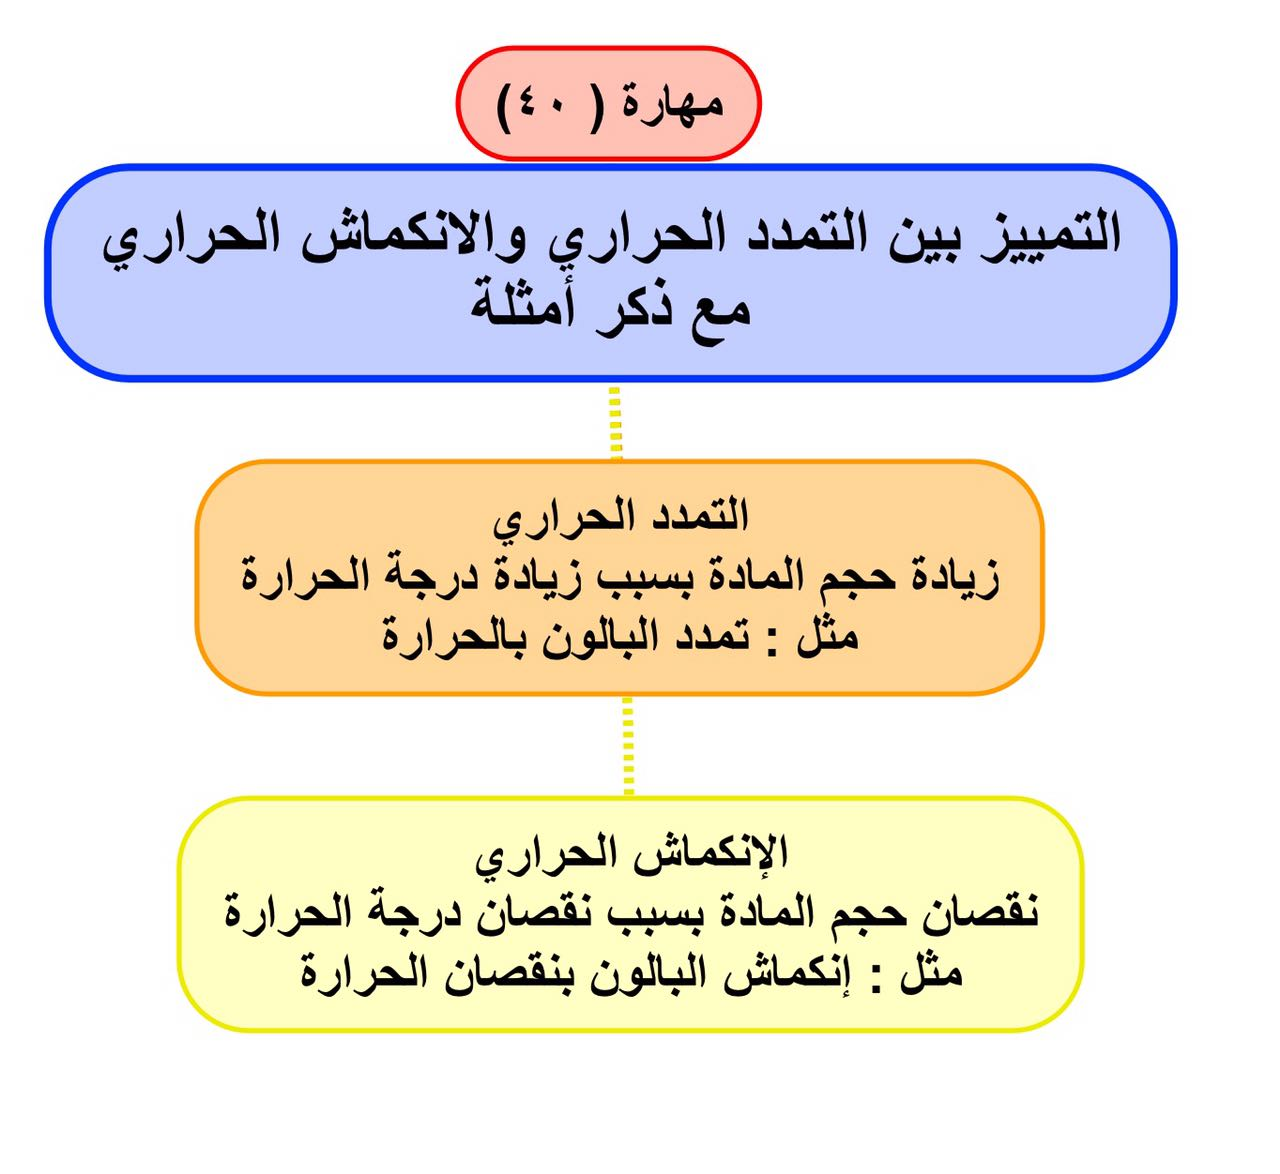 مهارة ( ٤٠)
التمييز بين التمدد الحراري والانكماش الحراري
مع ذكر أمثلة
التمدد الحراري
زيادة حجم المادة بسبب زيادة درجة الحرارة
مثل : تمدد البالون بالحرارة
الإنكماش الحراري
نقصان حجم المادة بسبب نقصان درجة الحرارة
مثل : إنكماش البالون بنقصان الحرارة